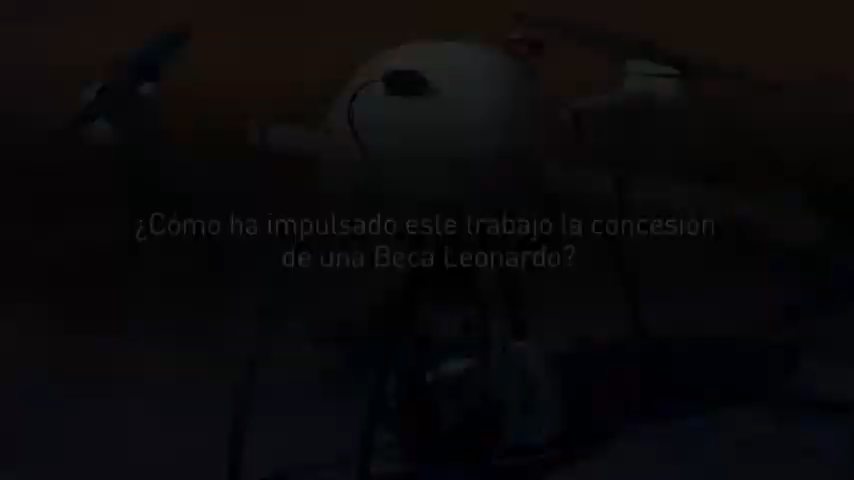 ¿Cómo ha impulsado este trabajo la concesión
de una Beca Leonardo?